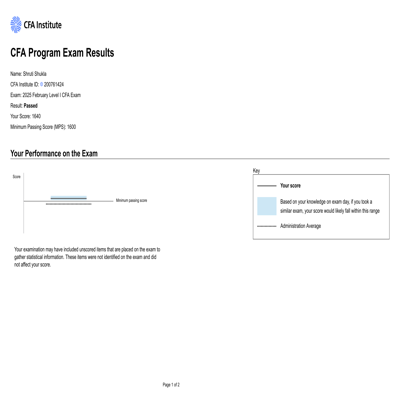 CFA Institute
CFA Program Exam Results
Name: Shruti Shukla
CFA Institute ID: 200761424
Exam: 2025 February Level I CFA Exam
Result: Passed
Your Score: 1640
Minimum Passing Score (MPS): 1600
Your Performance on the Exam
Score
Minimum passing score
Key
Your score
Based on your knowledge on exam day, if you took a
similar exam, your score would likely fall within this range
Administration Average
Your examination may have included unscored items that are placed on the exam to
gather statistical information. These items were not identified on the exam and did
not affect your score.
Page 1 of 2